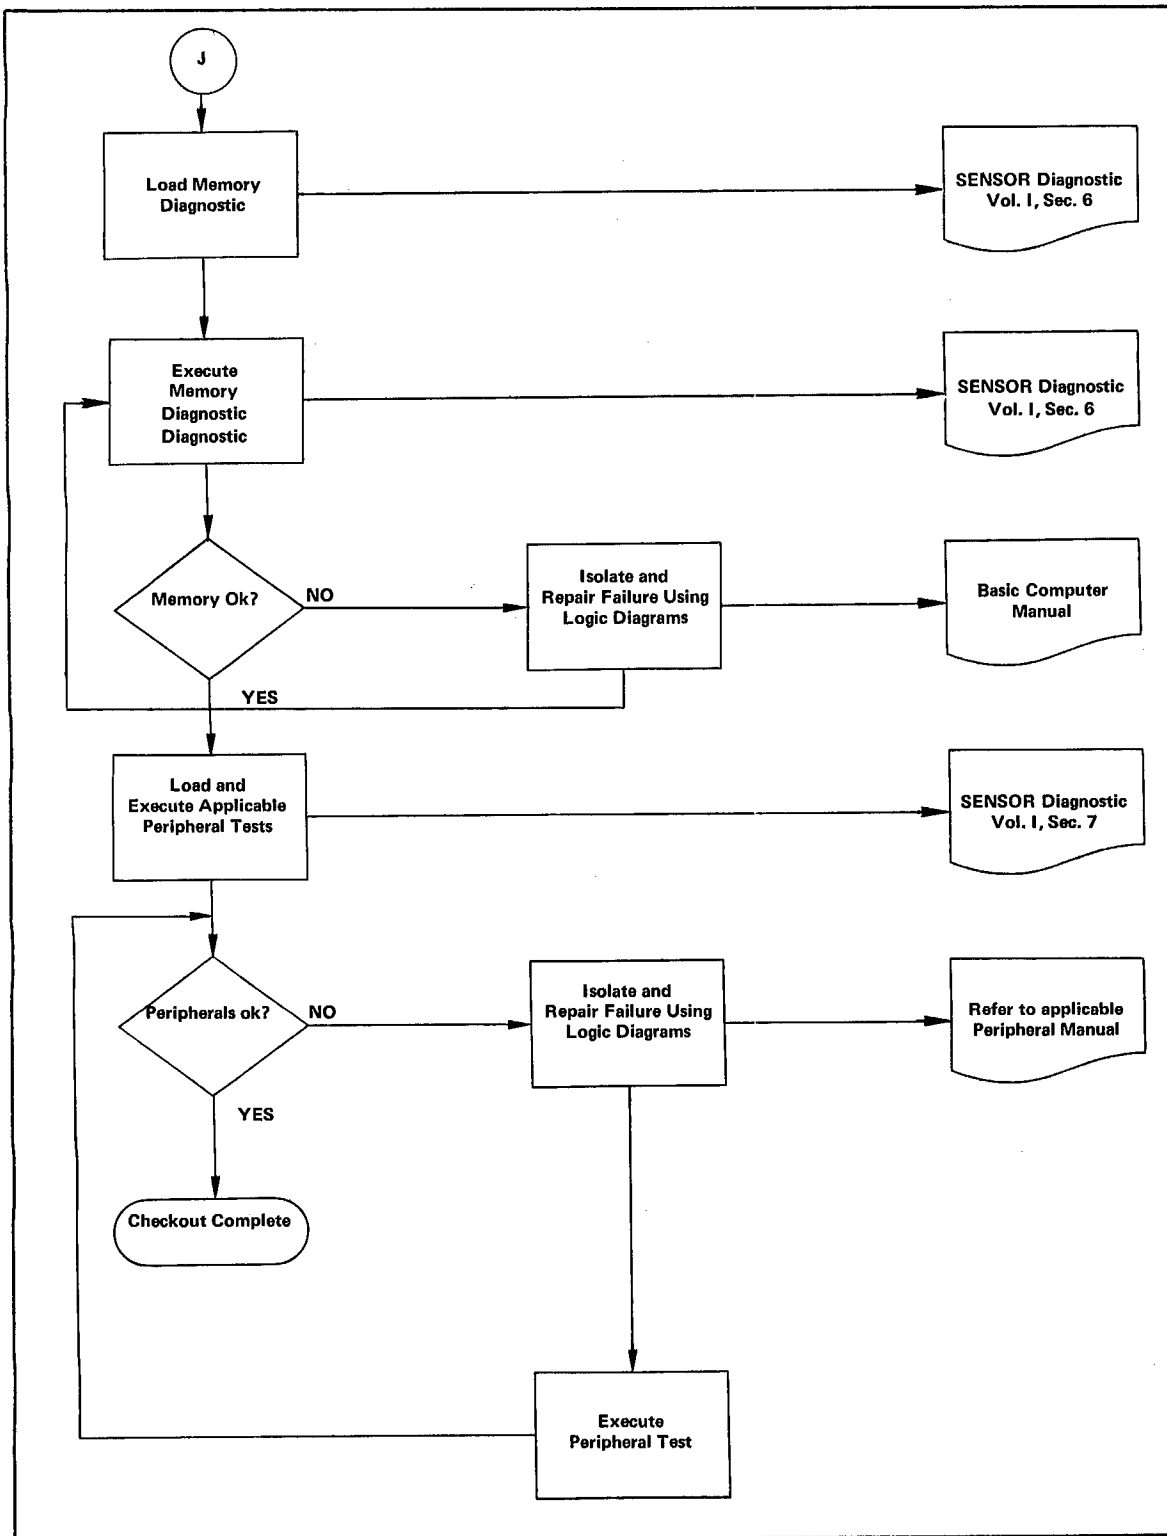 J
Load Memory
Diagnostic
SENSOR Diagnostic
Vol. I, Sec. 6
Execute
Memory
Diagnostic
Diagnostic
SENSOR Diagnostic
Vol. I, Sec. 6
Memory Ok?
NO
Isolate and
Repair Failure Using
Logic Diagrams
Basic Computer
Manual
YES
Load and
Execute Applicable
Peripheral Tests
SENSOR Diagnostic
Vol. I, Sec. 7
Peripherals ok?
NO
Isolate and
Repair Failure Using
Logic Diagrams
Refer to applicable
Peripheral Manual
YES
Checkout Complete
Execute
Peripheral Test